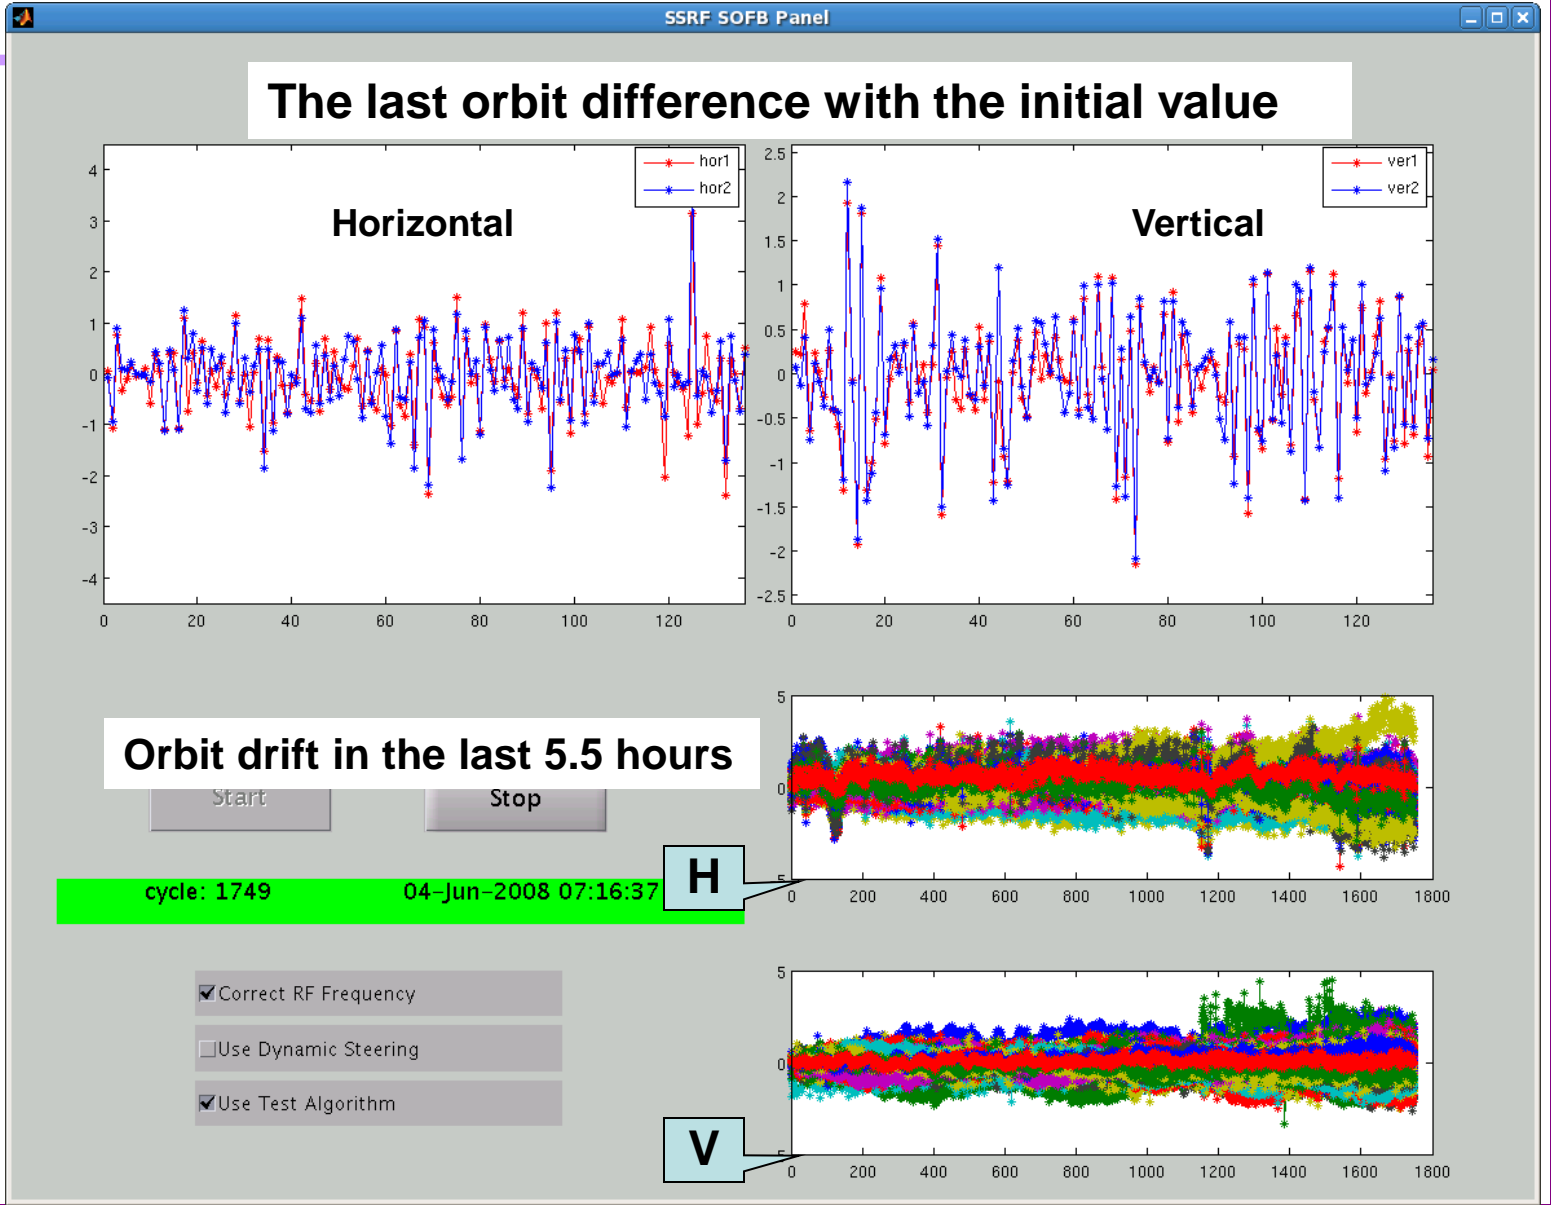 SSRF SOFB Panel
The last orbit difference with the initial value
hor1
hor2
Horizontal
4
3
2
1
0
-1
-2
-3
-4
0 20 40 60 80 100 120
ver1
ver2
Vertical
2.5
2
1.5
1
0.5
0
-0.5
-1
-1.5
-2
-2.5
0 20 40 60 80 100 120
Orbit drift in the last 5.5 hours
Start
Stop
5
0
5
0 200 400 600 800 1000 1200 1400 1600 1800
H
cycle: 1749 04-Jun-2008 07:16:37
Correct RF Frequency
Use Dynamic Steering
Use Test Algorithm
5
0
5
0 200 400 600 800 1000 1200 1400 1600 1800
V